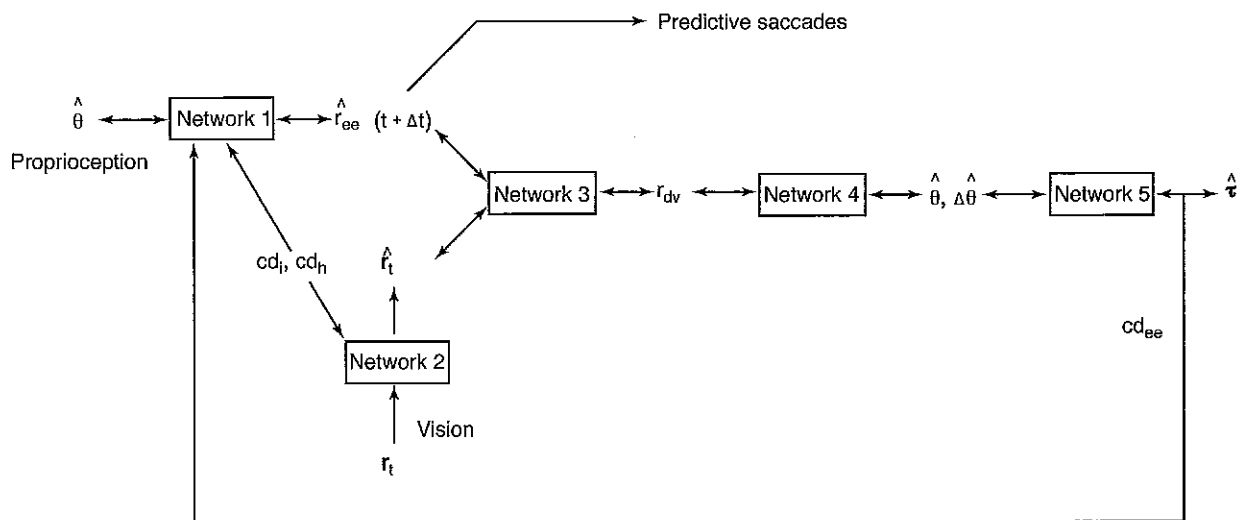 Predictive saccades
θ̂
Network 1
r̂ee (t + Δt)
Proprioception
Network 3
rdv
Network 4
θ̂, Δθ̂
Network 5
τ̂
cdi, cdh
r̂t
cdee
Network 2
Vision
rt